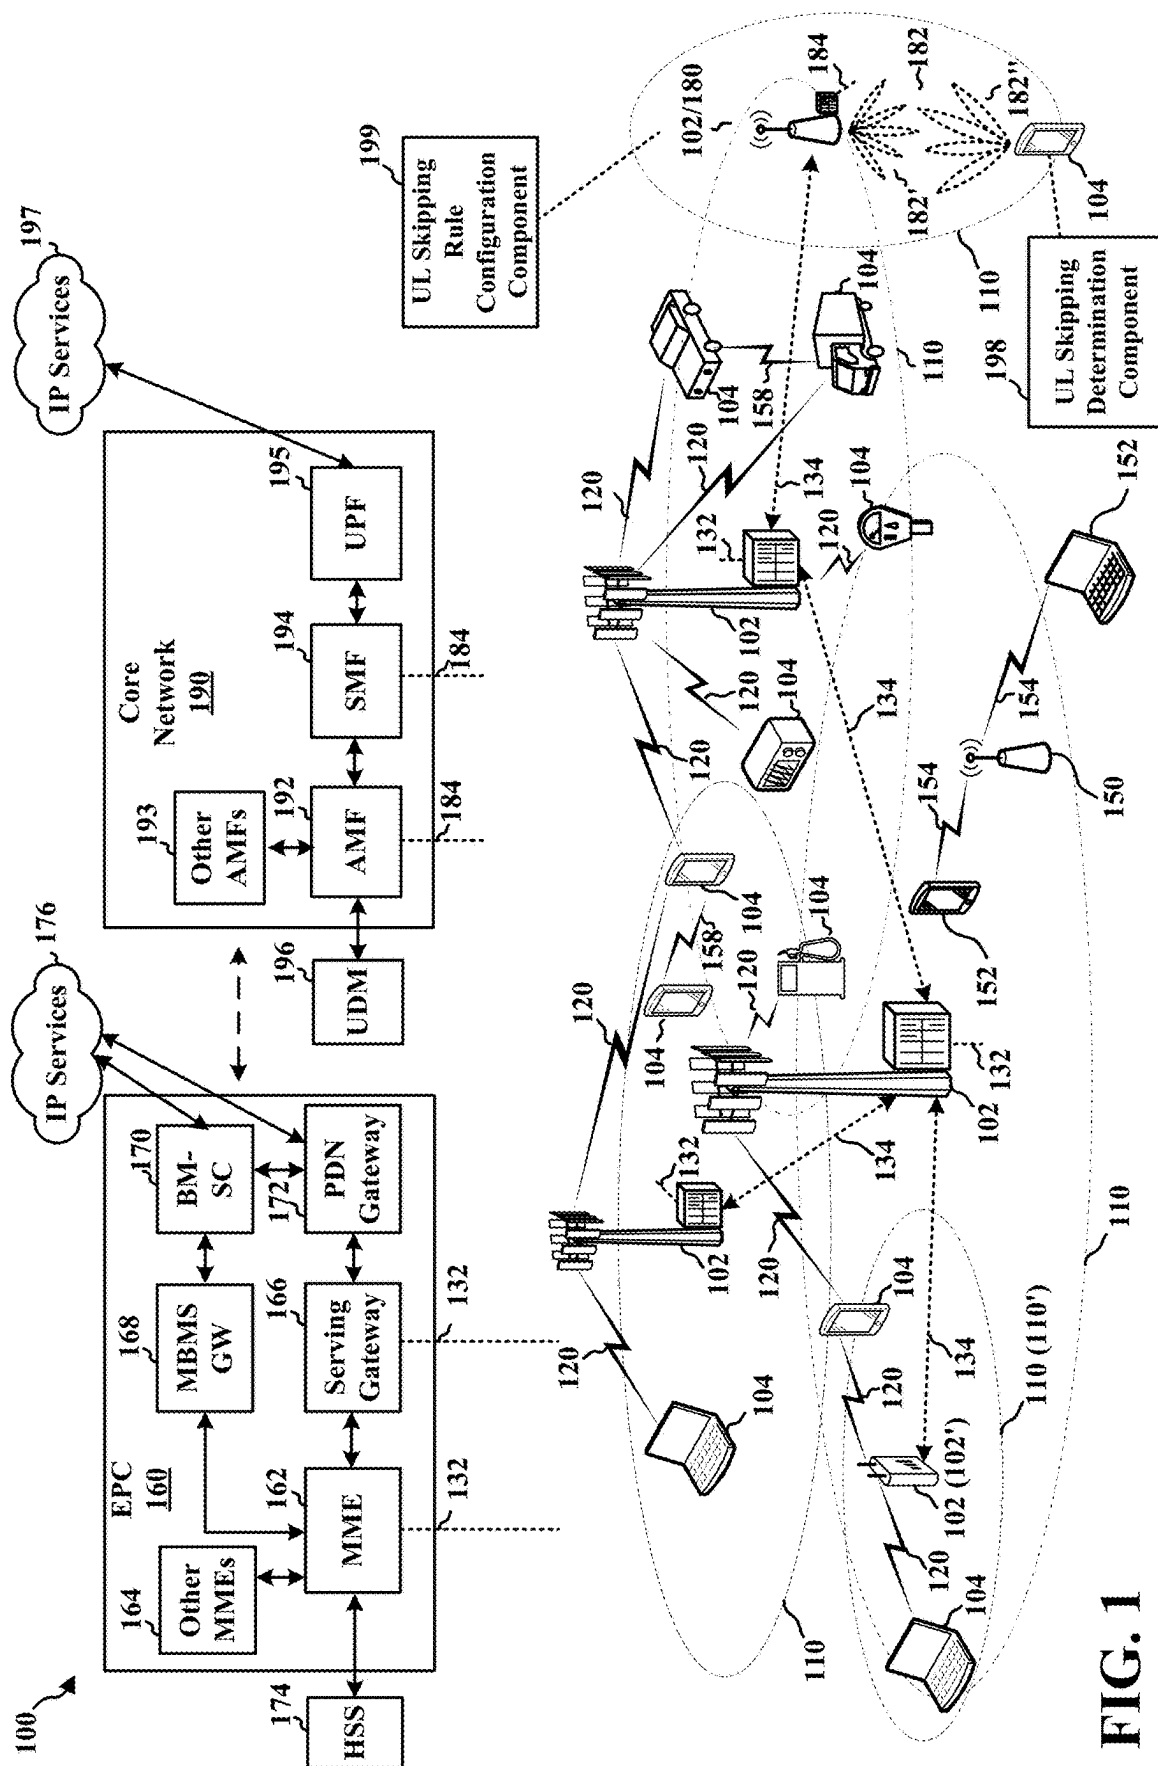 100
EPC
160
164
Other
MMEs
162
MME
174
HSS
168
MBMS
GW
166
Serving
Gateway
170
BM-
SC
172
PDN
Gateway
IP Services
176
132
132
Core
Network
190
193
Other
AMFs
192
AMF
196
UDM
194
SMF
195
UPF
IP Services
197
184
184
199
UL Skipping
Rule
Configuration
Component
102/180
184
182
182'
182''
104
110
198
UL Skipping
Determination
Component
120
104
120
158
104
110
132
102
134
120
104
120
104
120
134
120
104
158
104
120
104
132
102
134
120
104
132
102
134
120
104
120
104
134
102 (102')
120
104
110
110 (110')
110
152
154
150
154
152
FIG. 1